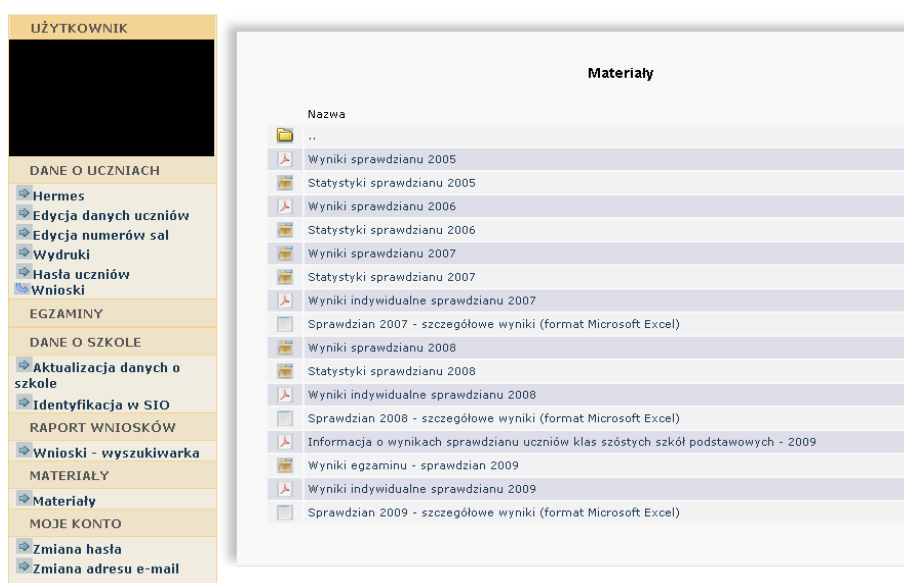 UŻYTKOWNIK
DANE O UCZNIACH
Hermes
Edycja danych uczniów
Edycja numerów sal
Wydruki
Hasła uczniów
Wnioski
EGZAMINY
DANE O SZKOLE
Aktualizacja danych o
szkole
Identyfikacja w SIO
RAPORT WNIOSKÓW
Wnioski - wyszukiwarka
MATERIAŁY
Materiały
MOJE KONTO
Zmiana hasła
Zmiana adresu e-mail
Materiały
Nazwa
..
Wyniki sprawdzianu 2005
Statystyki sprawdzianu 2005
Wyniki sprawdzianu 2006
Statystyki sprawdzianu 2006
Wyniki sprawdzianu 2007
Statystyki sprawdzianu 2007
Wyniki indywidualne sprawdzianu 2007
Sprawdzian 2007 - szczegółowe wyniki (format Microsoft Excel)
Wyniki sprawdzianu 2008
Statystyki sprawdzianu 2008
Wyniki indywidualne sprawdzianu 2008
Sprawdzian 2008 - szczegółowe wyniki (format Microsoft Excel)
Informacja o wynikach sprawdzianu uczniów klas szóstych szkół podstawowych - 2009
Wyniki egzaminu - sprawdzian 2009
Wyniki indywidualne sprawdzianu 2009
Sprawdzian 2009 - szczegółowe wyniki (format Microsoft Excel)